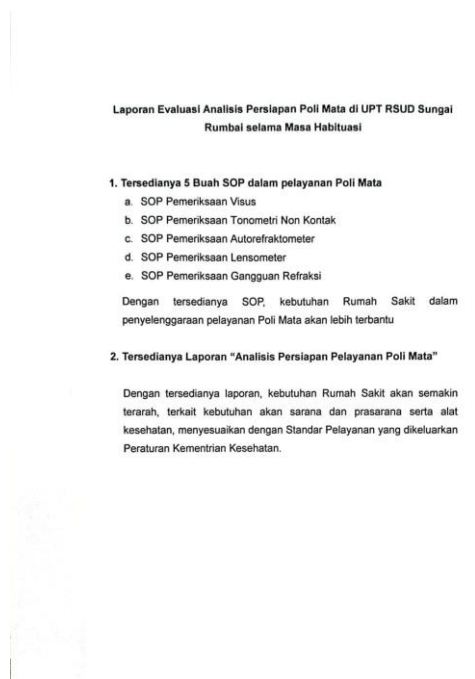 Laporan Evaluasi Analisis Persiapan Poli Mata di UPT RSUD Sungai
Rumbai selama Masa Habituasi
1. Tersedianya 5 Buah SOP dalam pelayanan Poli Mata
a. SOP Pemeriksaan Visus
b. SOP Pemeriksaan Tonometri Non Kontak
c. SOP Pemeriksaan Autorefraktometer
d. SOP Pemeriksaan Lensometer
e. SOP Pemeriksaan Gangguan Refraksi
Dengan tersedianya SOP, kebutuhan Rumah Sakit dalam
penyelenggaraan pelayanan Poli Mata akan lebih terbantu
2. Tersedianya Laporan “Analisis Persiapan Pelayanan Poli Mata”
Dengan tersedianya laporan, kebutuhan Rumah Sakit akan semakin
terarah, terkait kebutuhan akan sarana dan prasarana serta alat
kesehatan, menyesuaikan dengan Standar Pelayanan yang dikeluarkan
Peraturan Kementrian Kesehatan.